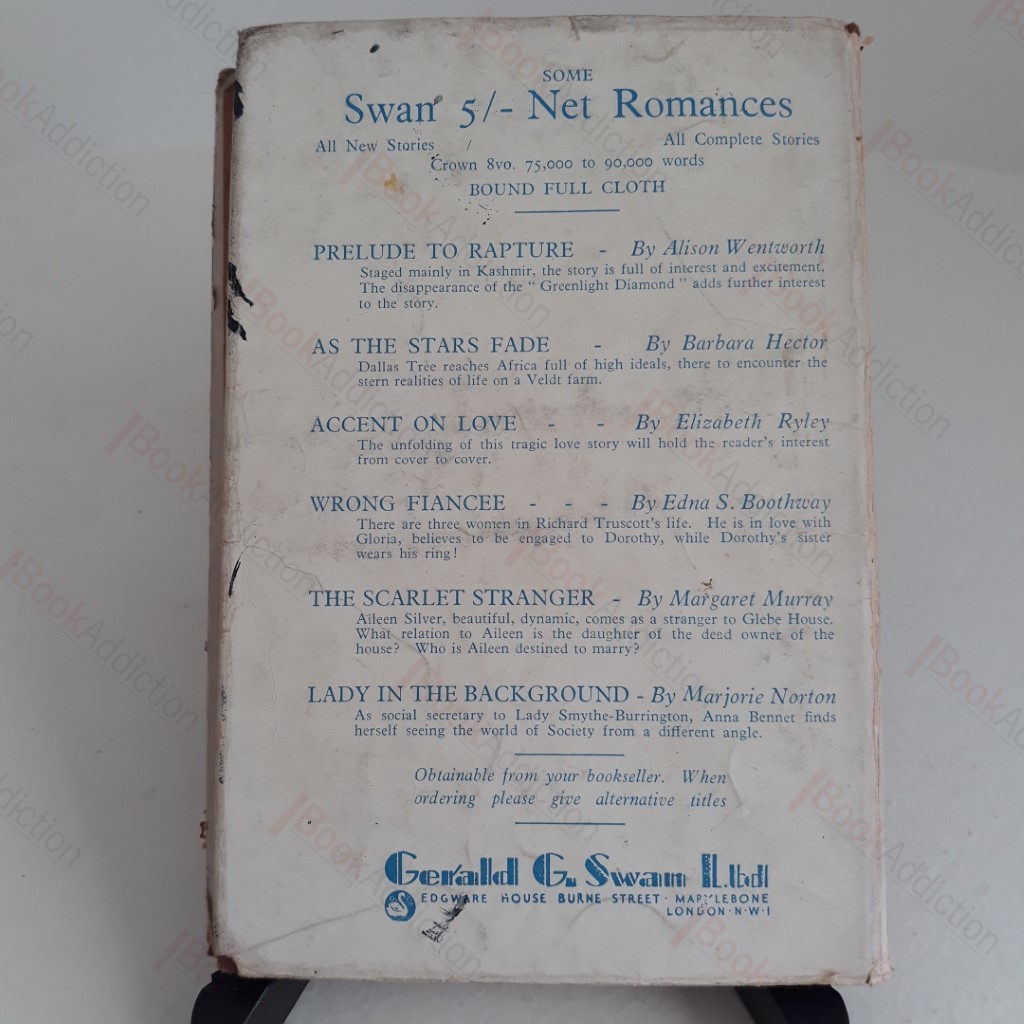 SOME
Swan 5/- Net Romances
All New Stories / All Complete Stories
Crown 8vo. 75,000 to 90,000 words
BOUND FULL CLOTH
PRELUDE TO RAPTURE - By Alison Wentworth
Staged mainly in Kashmir, the story is full of interest and excitement.
The disappearance of the "Greenlight Diamond" adds further interest
to the story.
AS THE STARS FADE - By Barbara Hector
Dallas Tree reaches Africa full of high ideals, there to encounter the
stern realities of life on a Veldt farm.
ACCENT ON LOVE - - By Elizabeth Ryley
The unfolding of this tragic love story will hold the reader's interest
from cover to cover.
WRONG FIANCEE - - - By Edna S. Boothway
There are three women in Richard Truscott's life. He is in love with
Gloria, believes to be engaged to Dorothy, while Dorothy's sister
wears his ring!
THE SCARLET STRANGER - By Margaret Murray
Aileen Silver, beautiful, dynamic, comes as a stranger to Glebe House.
What relation to Aileen is the daughter of the dead owner of the
house? Who is Aileen destined to marry?
LADY IN THE BACKGROUND - By Marjorie Norton
As social secretary to Lady Smythe-Burrington, Anna Bennet finds
herself seeing the world of Society from a different angle.
Obtainable from your bookseller. When
ordering please give alternative titles
Gerald G. Swan Ltd
EDGWARE HOUSE BURNE STREET · MARYLEBONE
LONDON · N·W·1
BookAddiction